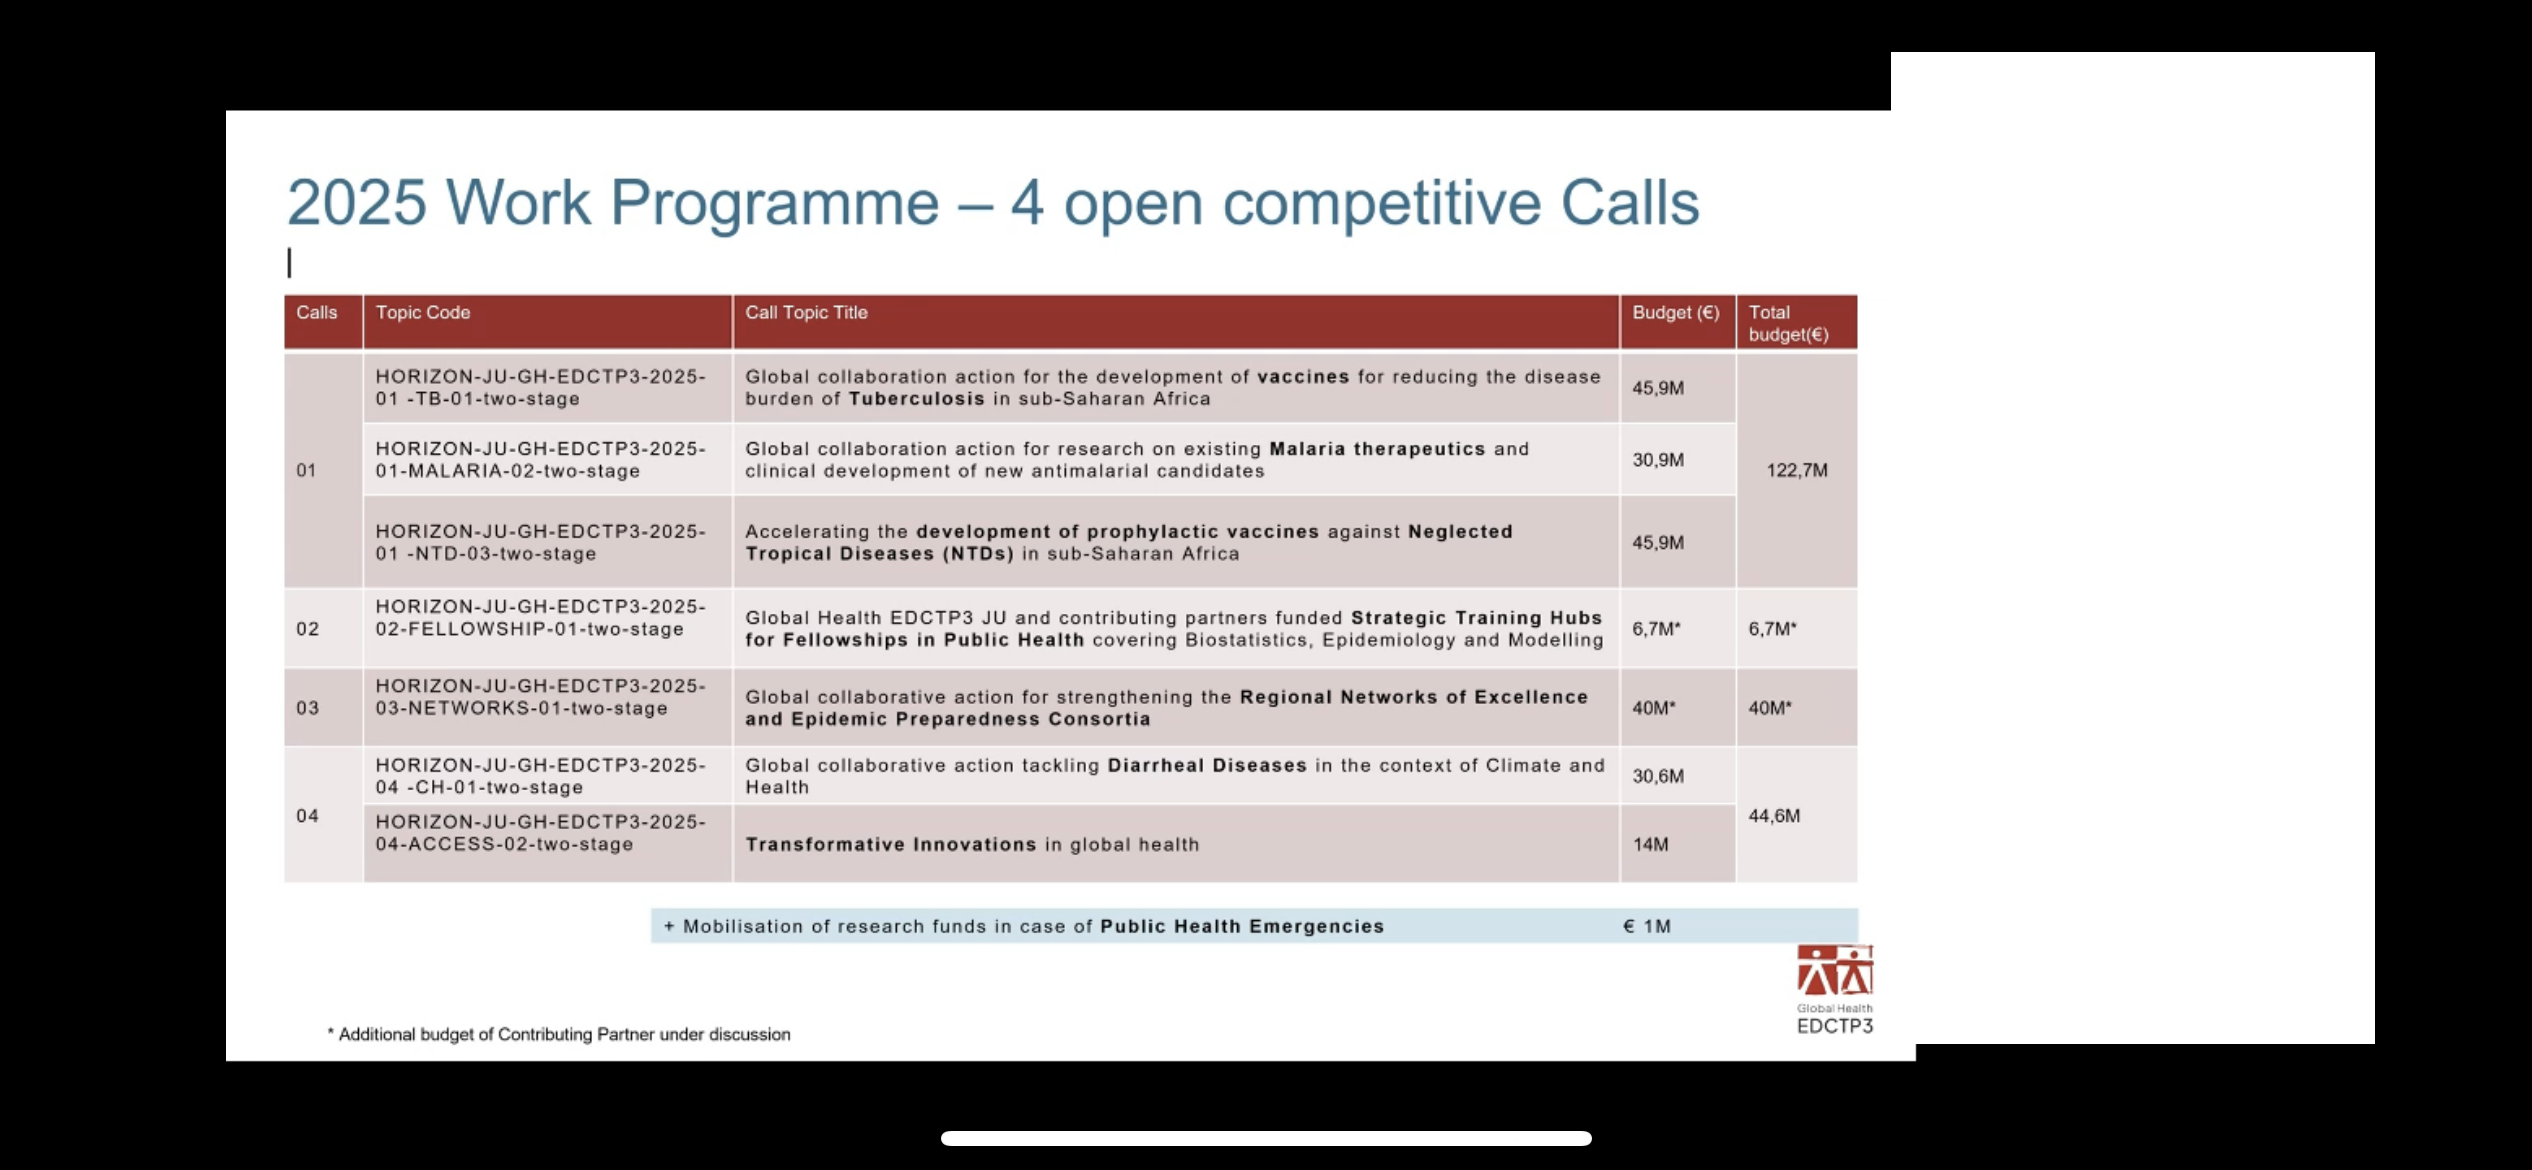 2025 Work Programme – 4 open competitive Calls
Calls
Topic Code
Call Topic Title
Budget (€)
Total
budget(€)
01
HORIZON-JU-GH-EDCTP3-2025-
01 -TB-01-two-stage
Global collaboration action for the development of vaccines for reducing the disease
burden of Tuberculosis in sub-Saharan Africa
45,9M
122,7M
HORIZON-JU-GH-EDCTP3-2025-
01-MALARIA-02-two-stage
Global collaboration action for research on existing Malaria therapeutics and
clinical development of new antimalarial candidates
30,9M
HORIZON-JU-GH-EDCTP3-2025-
01 -NTD-03-two-stage
Accelerating the development of prophylactic vaccines against Neglected
Tropical Diseases (NTDs) in sub-Saharan Africa
45,9M
02
HORIZON-JU-GH-EDCTP3-2025-
02-FELLOWSHIP-01-two-stage
Global Health EDCTP3 JU and contributing partners funded Strategic Training Hubs
for Fellowships in Public Health covering Biostatistics, Epidemiology and Modelling
6,7M*
6,7M*
03
HORIZON-JU-GH-EDCTP3-2025-
03-NETWORKS-01-two-stage
Global collaborative action for strengthening the Regional Networks of Excellence
and Epidemic Preparedness Consortia
40M*
40M*
04
HORIZON-JU-GH-EDCTP3-2025-
04 -CH-01-two-stage
Global collaborative action tackling Diarrheal Diseases in the context of Climate and
Health
30,6M
44,6M
HORIZON-JU-GH-EDCTP3-2025-
04-ACCESS-02-two-stage
Transformative Innovations in global health
14M
+ Mobilisation of research funds in case of Public Health Emergencies € 1M
Global Health
EDCTP3
* Additional budget of Contributing Partner under discussion